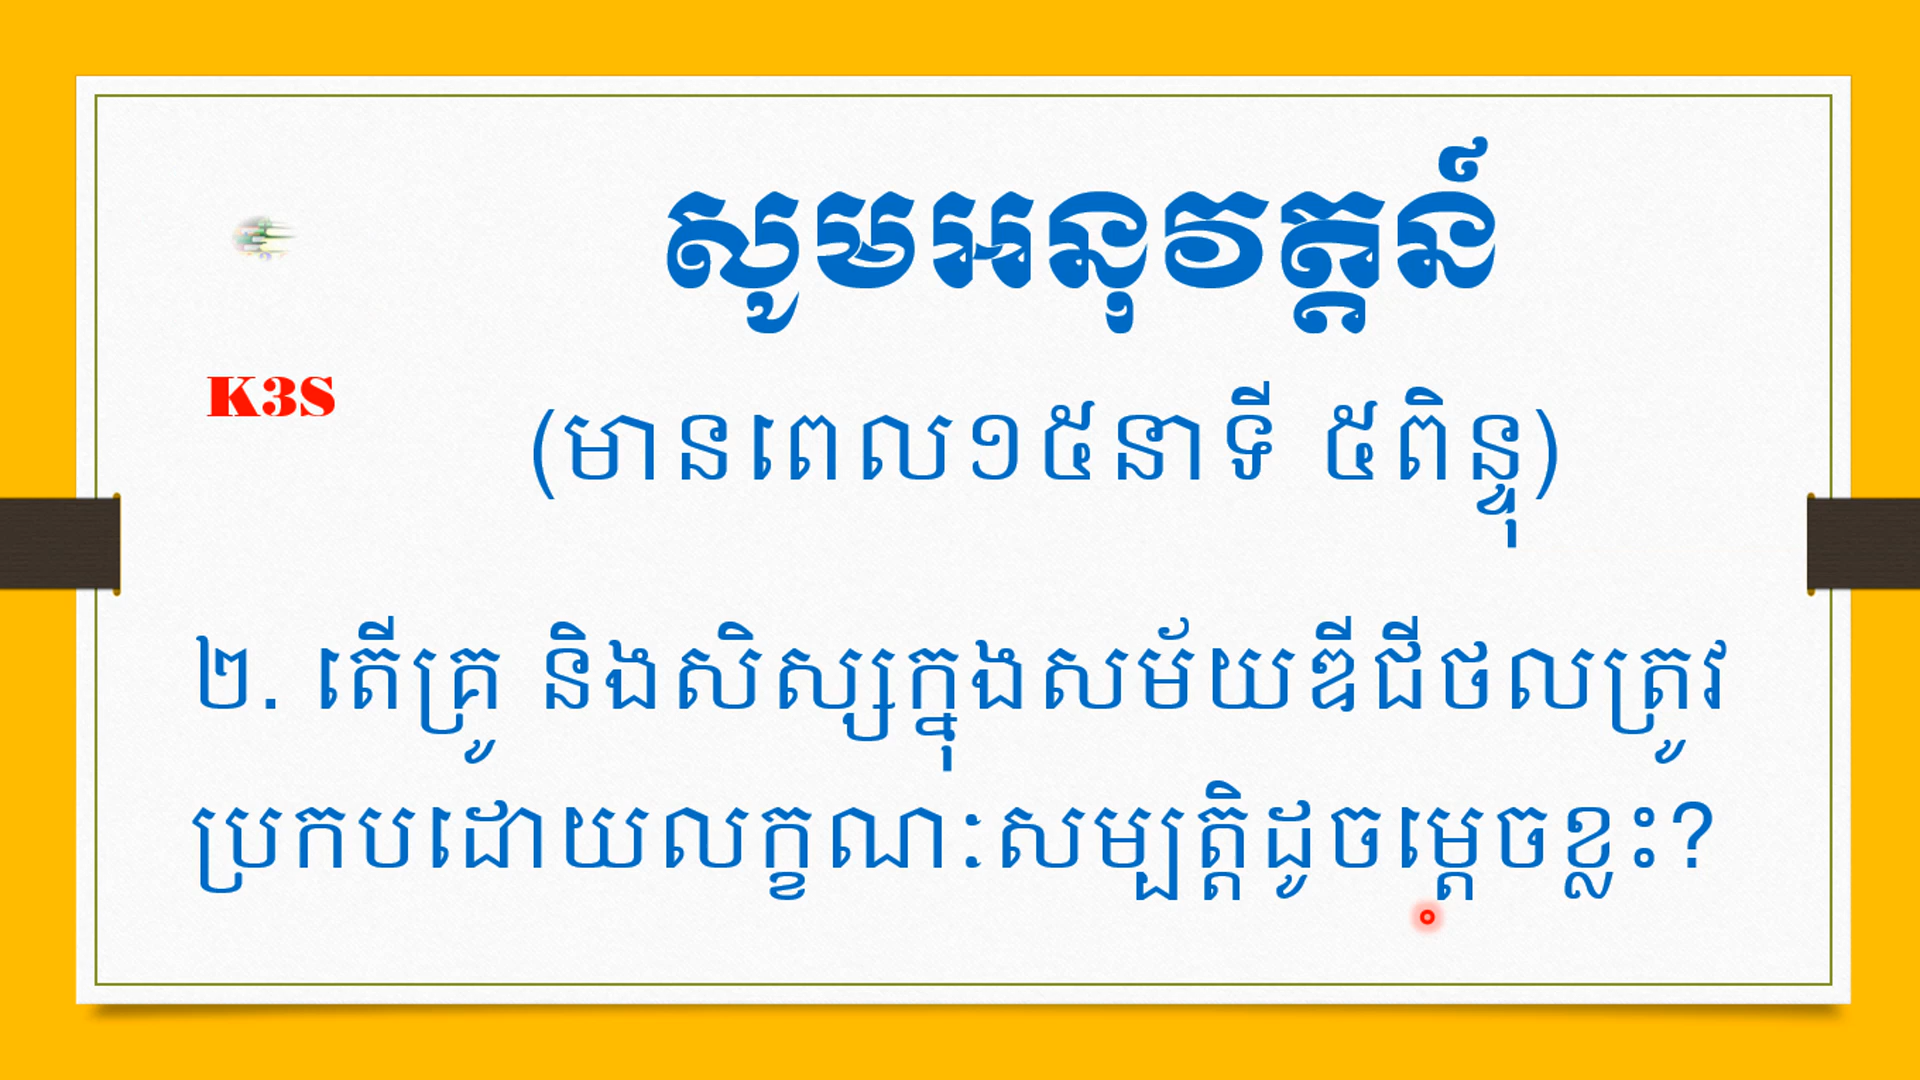 សូមអនុវត្តន៍
K3S
(មានពេល១៥នាទី ៥ពិន្ទុ)
២. តើគ្រូ និងសិស្សក្នុងសម័យឌីជីថលត្រូវ
ប្រកបដោយលក្ខណៈសម្បត្តិដូចម្តេចខ្លះ?